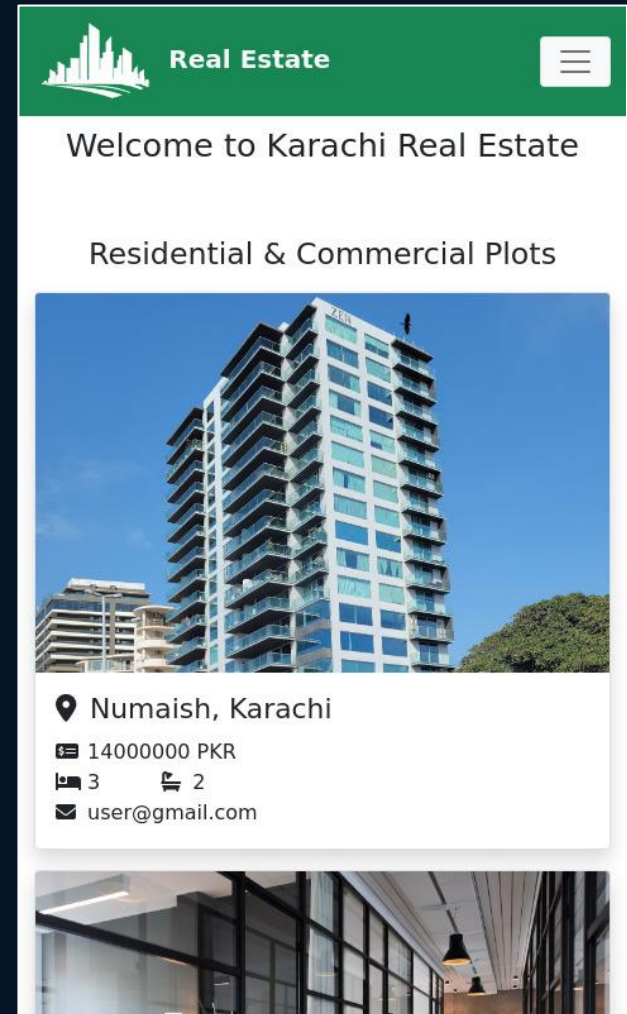 Real Estate
Welcome to Karachi Real Estate
Residential & Commercial Plots
ZEN
Numaish, Karachi
14000000 PKR
3 2
user@gmail.com